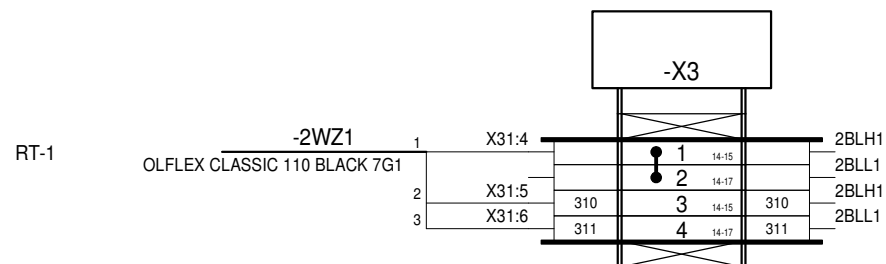 -X3
-2WZ1 1 X31:4 2BLH1
RT-1 1 14-15
OLFLEX CLASSIC 110 BLACK 7G1 2BLL1
2 14-17
2 X31:5 2BLH1
310 3 14-15 310
3 X31:6 2BLL1
311 4 14-17 311